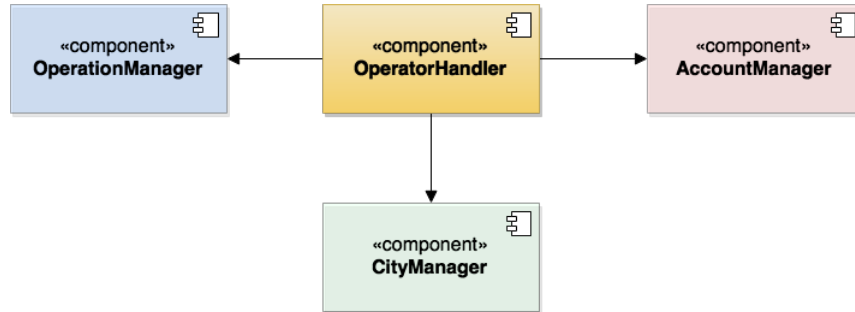 «component»
OperationManager
«component»
OperatorHandler
«component»
AccountManager
«component»
CityManager